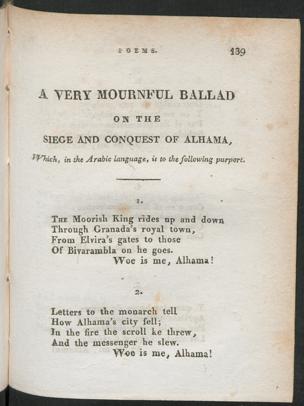 POEMS.
139
A VERY MOURNFUL BALLAD
ON THE
SIEGE AND CONQUEST OF ALHAMA,
Which, in the Arabic language, is to the following purport.
1.
THE Moorish King rides up and down
Through Granada's royal town,
From Elvira's gates to those
Of Bivarambla on he goes.
Woe is me, Alhama!
2.
Letters to the monarch tell
How Alhama's city fell;
In the fire the scroll he threw,
And the messenger he slew.
Woe is me, Alhama!